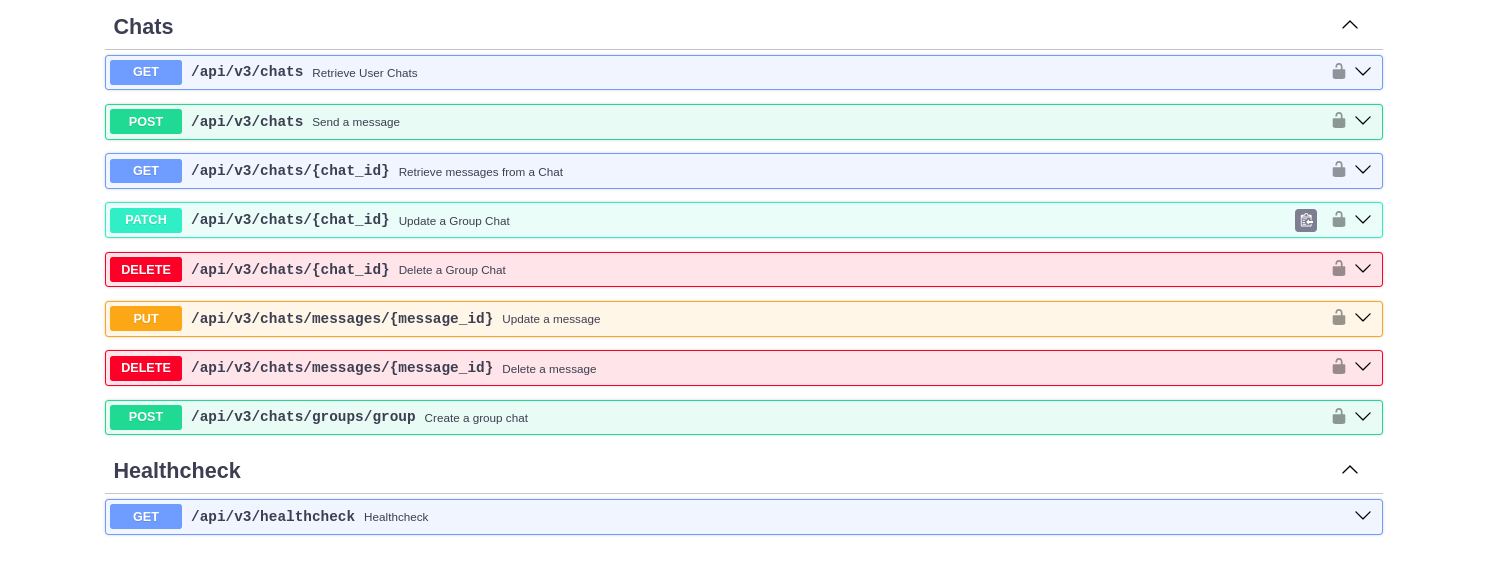 Chats
GET /api/v3/chats Retrieve User Chats
POST /api/v3/chats Send a message
GET /api/v3/chats/{chat_id} Retrieve messages from a Chat
PATCH /api/v3/chats/{chat_id} Update a Group Chat
DELETE /api/v3/chats/{chat_id} Delete a Group Chat
PUT /api/v3/chats/messages/{message_id} Update a message
DELETE /api/v3/chats/messages/{message_id} Delete a message
POST /api/v3/chats/groups/group Create a group chat
Healthcheck
GET /api/v3/healthcheck Healthcheck